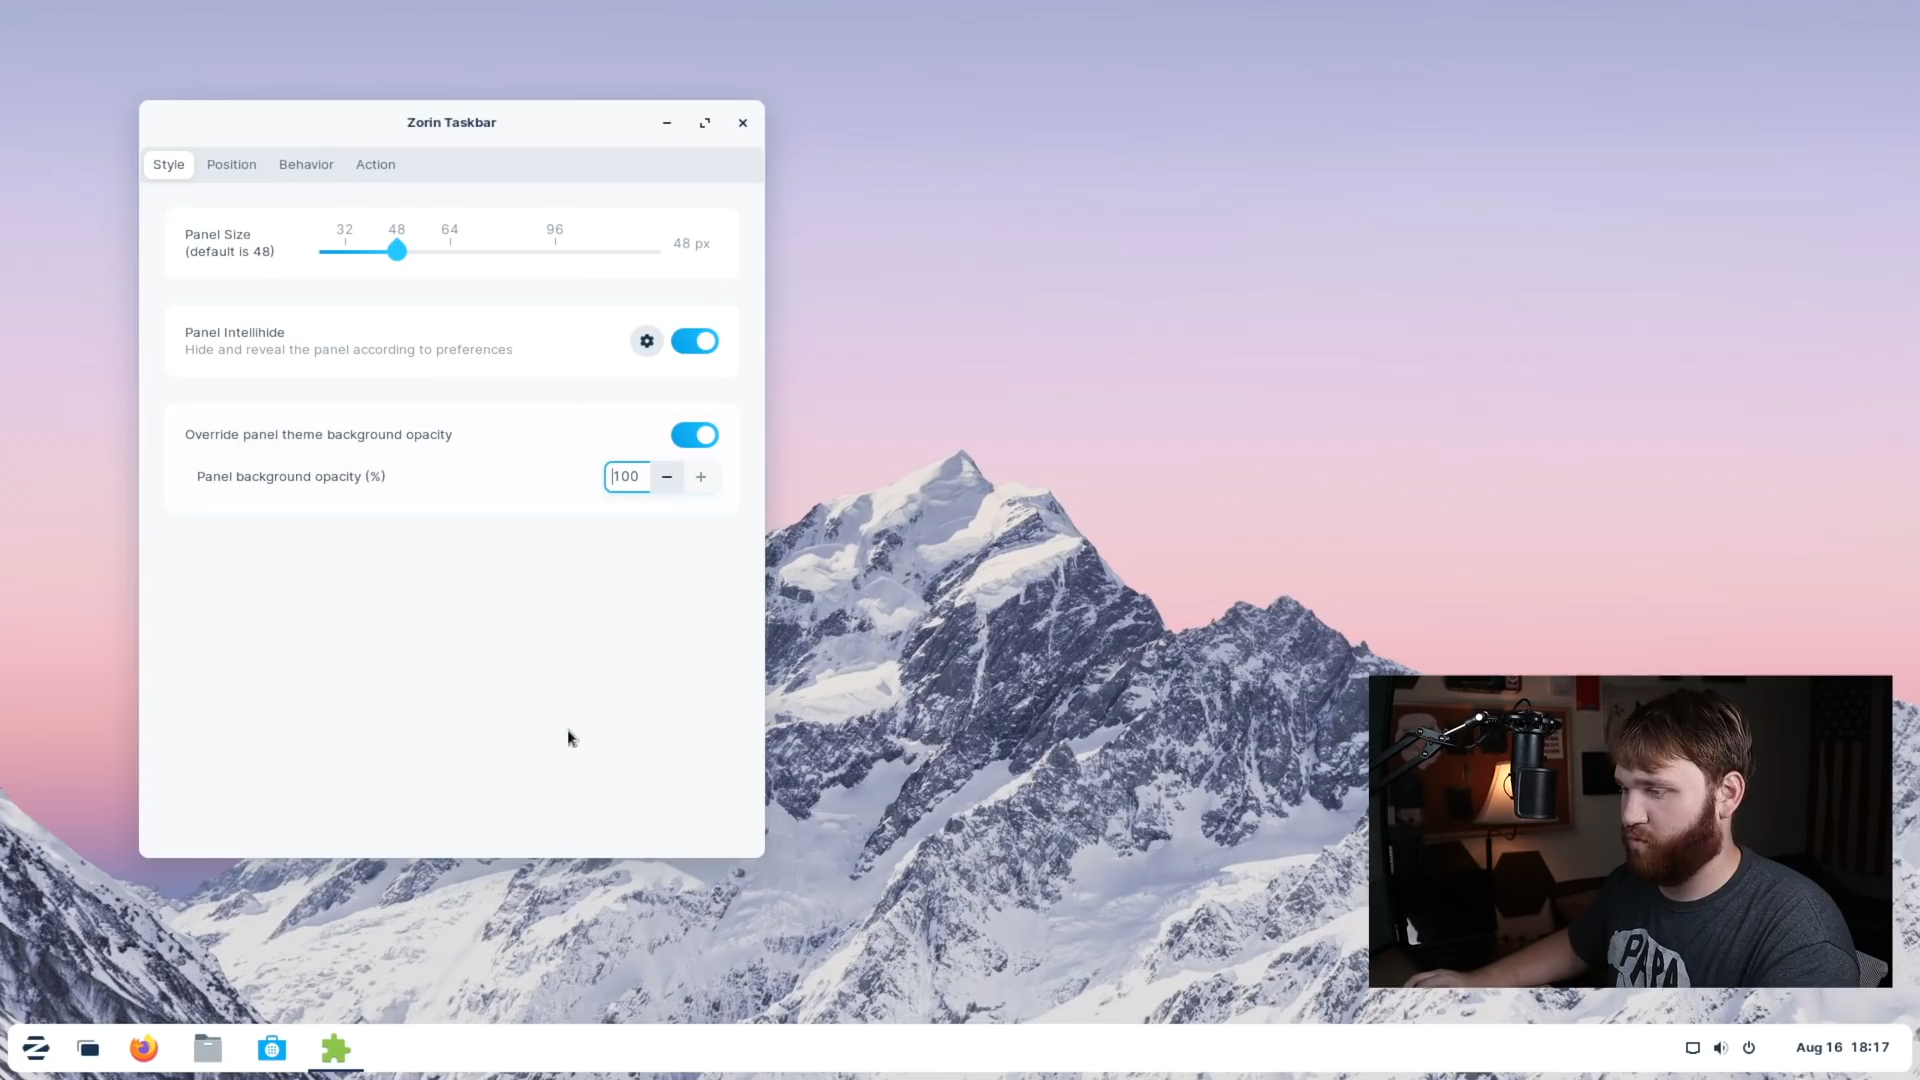 Zorin Taskbar
Style Position Behavior Action
Panel Size
(default is 48)
32 48 64 96
48 px
Panel Intellihide
Hide and reveal the panel according to preferences
Override panel theme background opacity
Panel background opacity (%)
100
PAPA
Aug 16 18:17